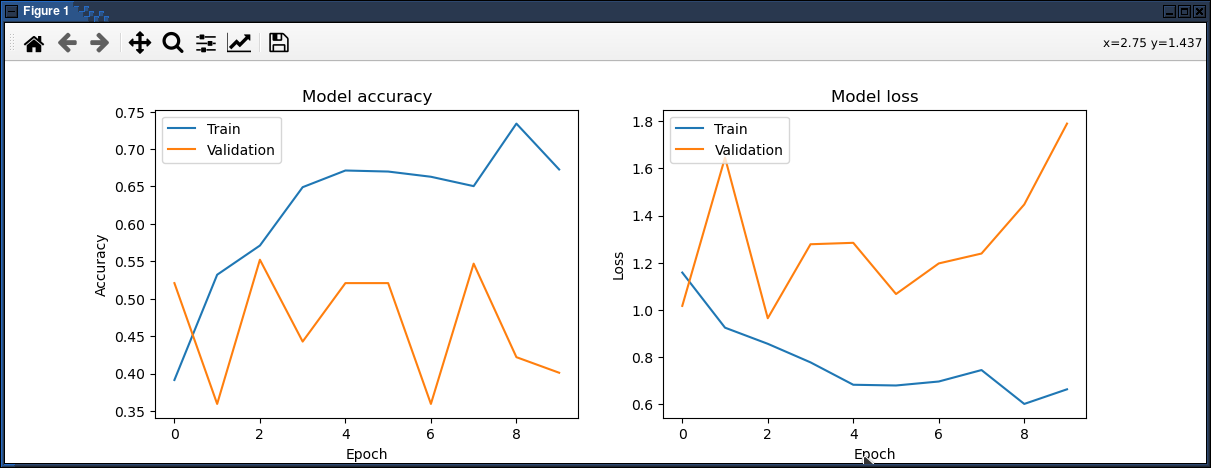 Figure 1
x=2.75 y=1.437
Model accuracy
Train
Validation
0.75
0.70
0.65
0.60
0.55
0.50
0.45
0.40
0.35
Accuracy
0 2 4 6 8
Epoch
Model loss
Train
Validation
1.8
1.6
1.4
1.2
1.0
0.8
0.6
Loss
0 2 4 6 8
Epoch